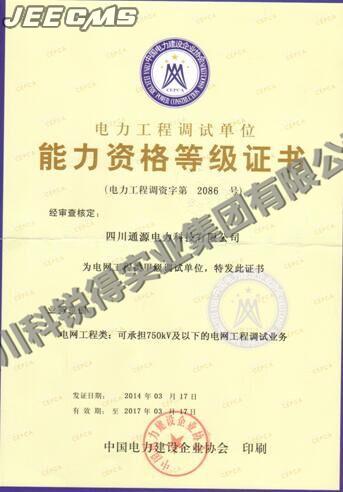 JEECMS
中国电力建设企业协会
CEPCA
电力工程调试单位
能力资格等级证书
(电力工程调资字第 2086 号)
经审查核定:
四川通源电力科技有限公司
为电网工程类甲级调试单位,特发此证书
电网工程类:可承担750kV及以下的电网工程调试业务
川科锐得实业集团有限公
发证日期: 2014 年 03 月 17日
有 效 期: 至 2017 年 03 月 17日
中国电力建设企业协会 印刷